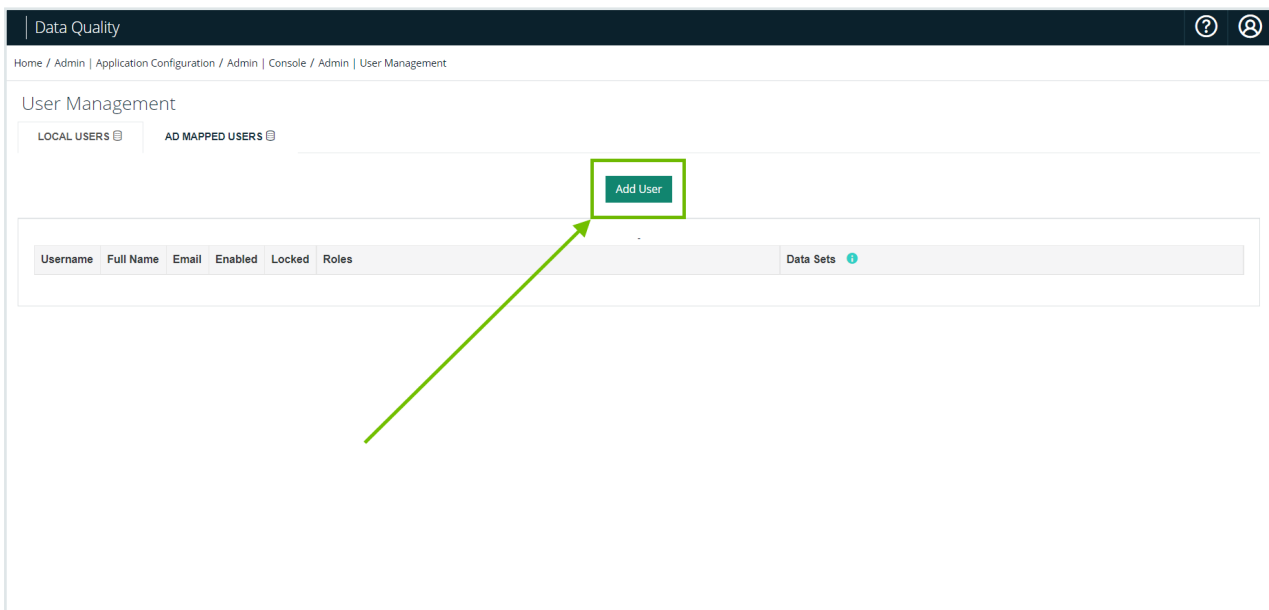 Data Quality
Home / Admin | Application Configuration / Admin | Console / Admin | User Management
User Management
LOCAL USERS AD MAPPED USERS
Add User
-
Username Full Name Email Enabled Locked Roles Data Sets